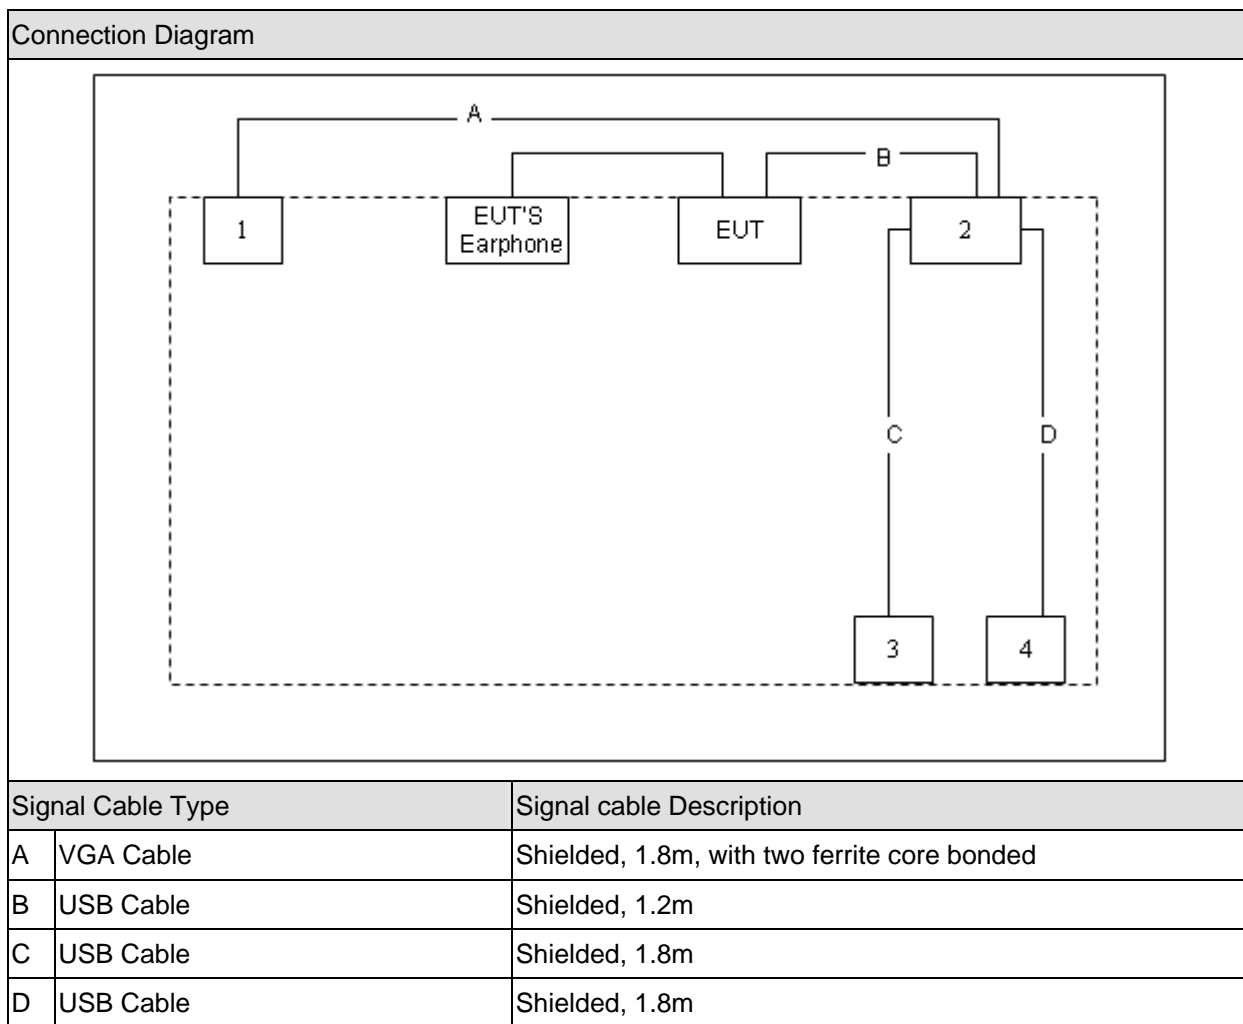 Connection Diagram
A
B
1
EUT'S
Earphone
EUT
2
C
D
3
4
Signal Cable Type Signal cable Description
A VGA Cable Shielded, 1.8m, with two ferrite core bonded
B USB Cable Shielded, 1.2m
C USB Cable Shielded, 1.8m
D USB Cable Shielded, 1.8m